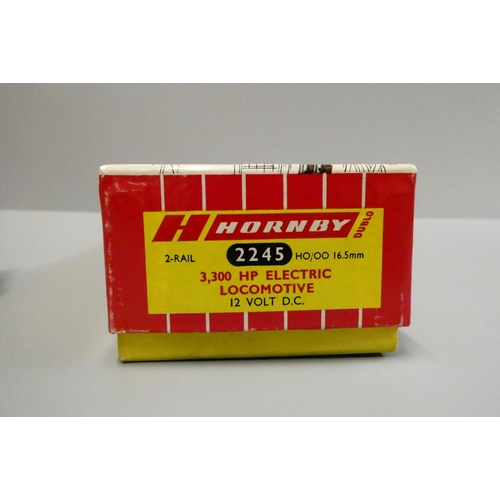 H HORNBY DUBLO
2-RAIL 2245 HO/OO 16.5mm
3,300 HP ELECTRIC
LOCOMOTIVE
12 VOLT D.C.